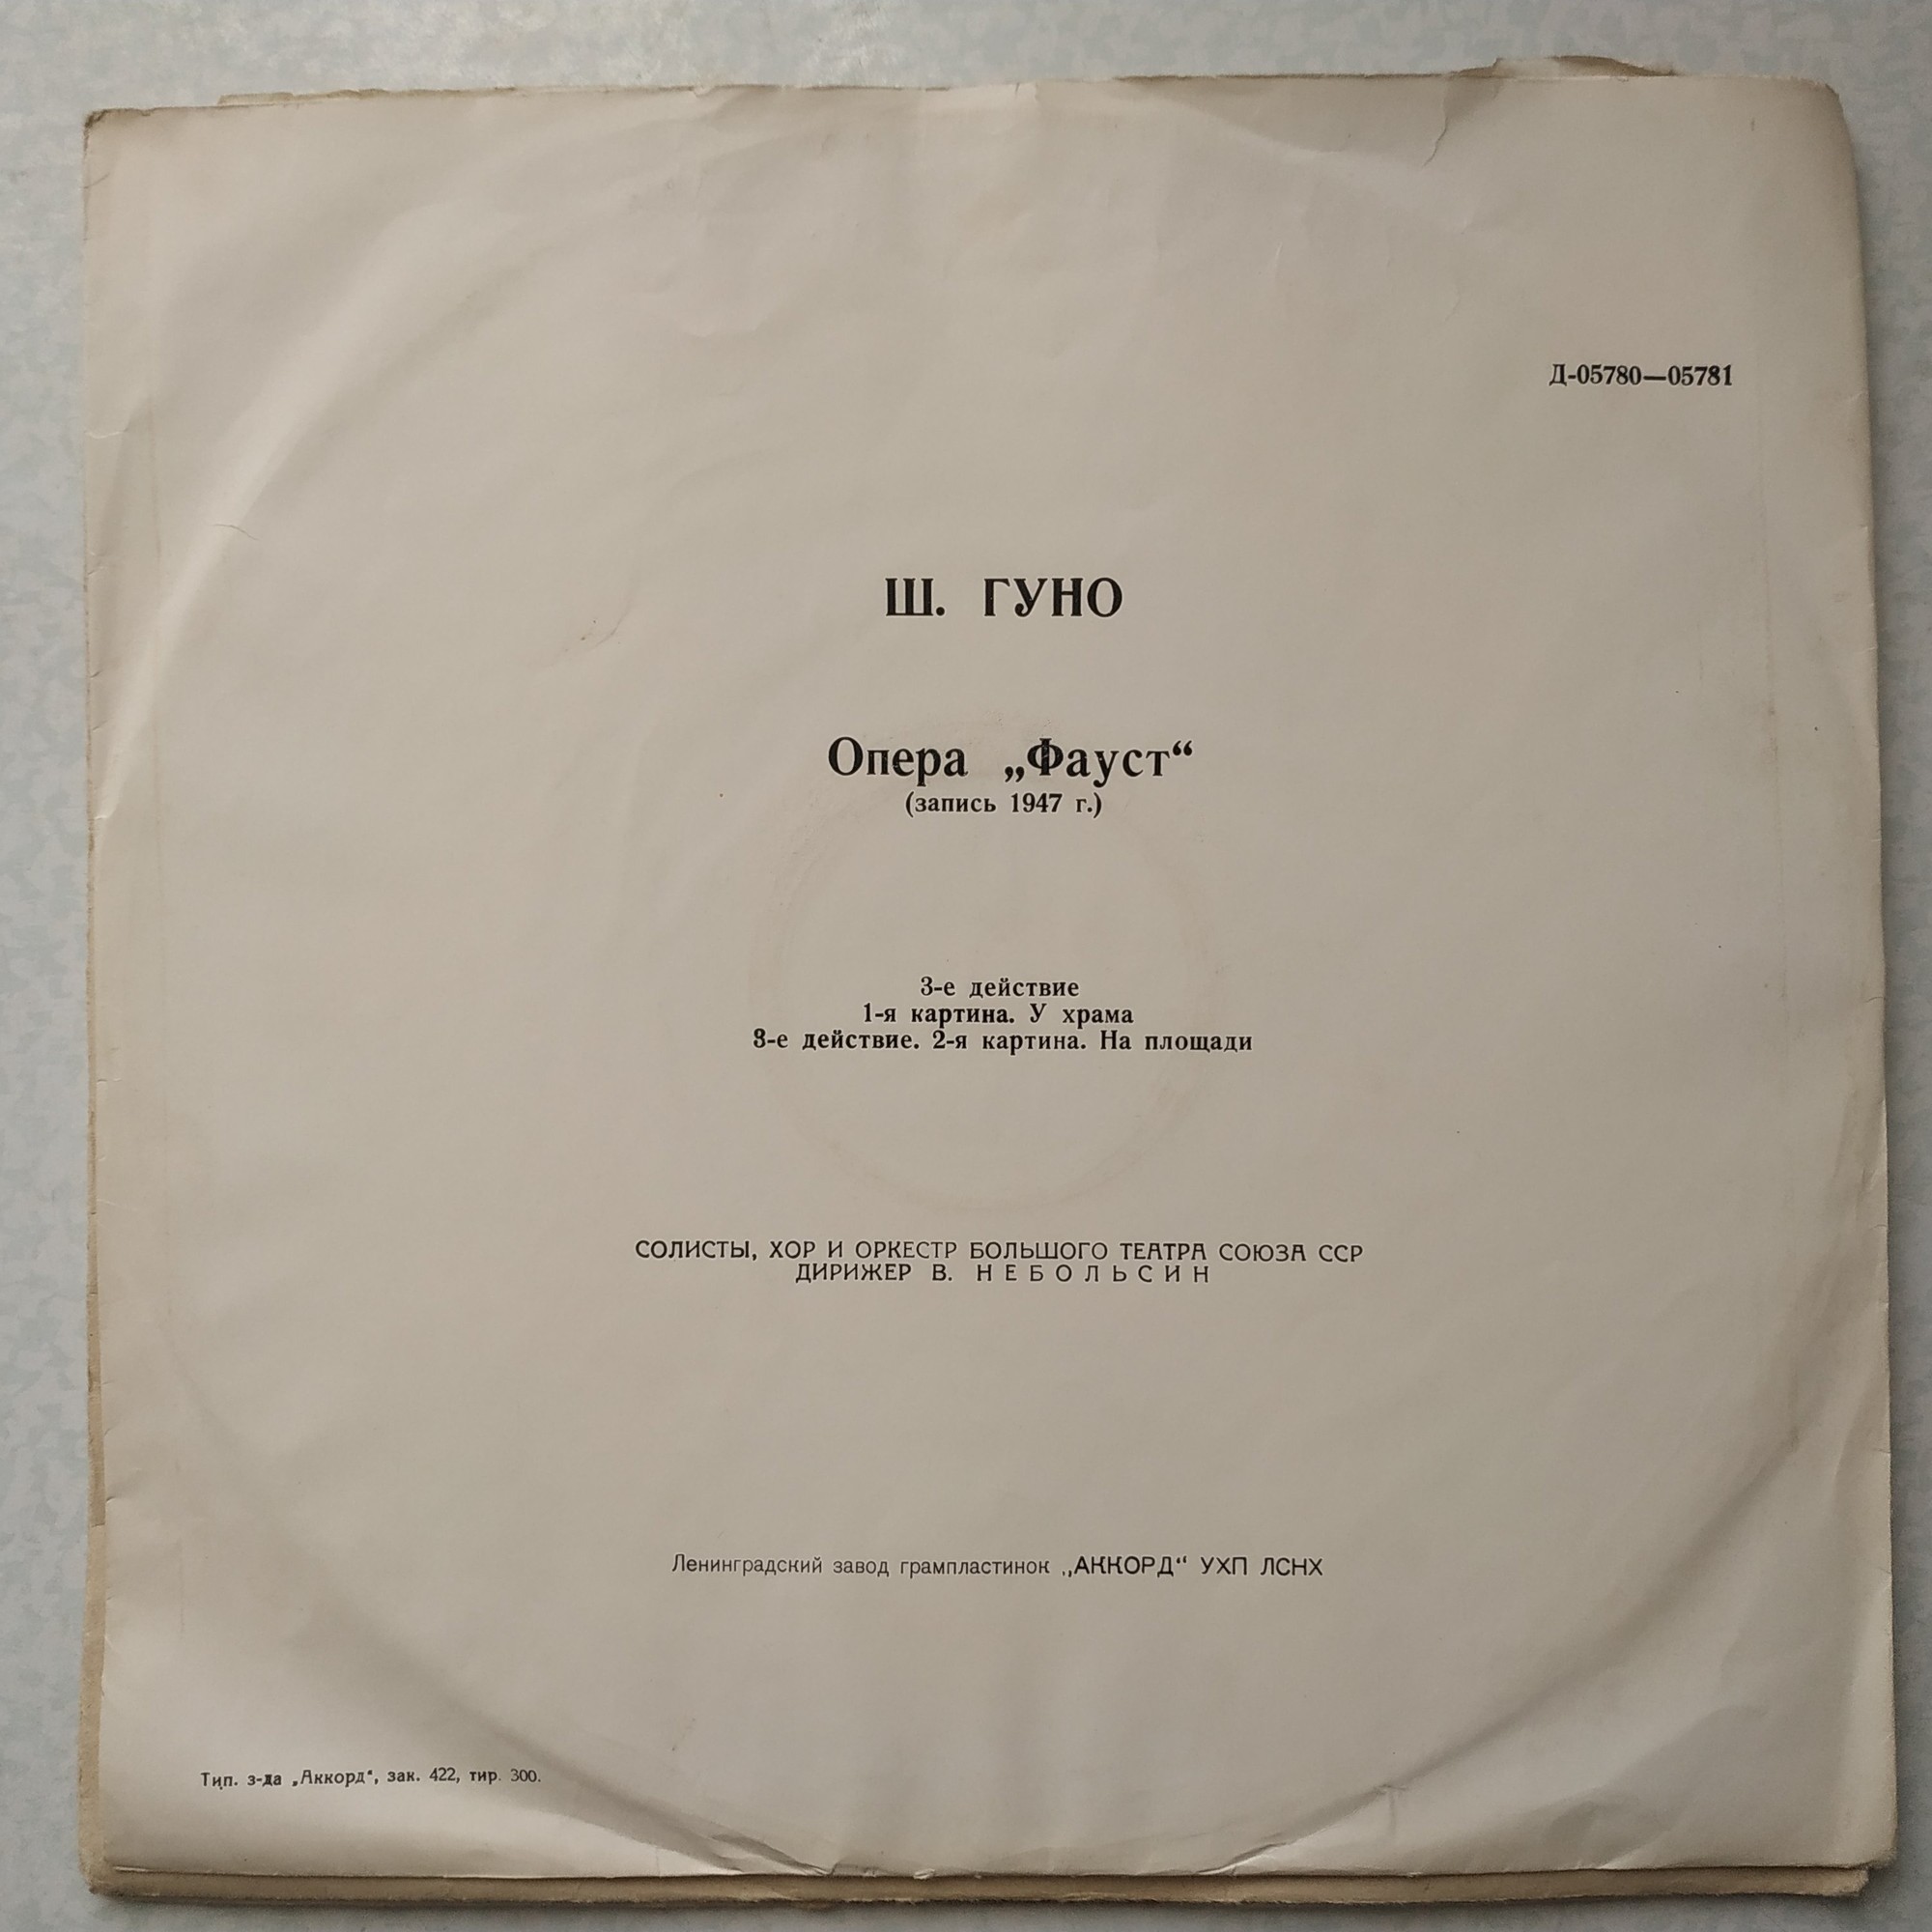 Д-05780—05781
Ш. ГУНО
Опера „Фауст“
(запись 1947 г.)
3-е действие
1-я картина. У храма
3-е действие. 2-я картина. На площади
СОЛИСТЫ, ХОР И ОРКЕСТР БОЛЬШОГО ТЕАТРА СОЮЗА ССР
ДИРИЖЕР В. НЕБОЛЬСИН
Ленинградский завод грампластинок „АККОРД“ УХП ЛСНХ
Тип. з-да „Аккорд“, зак. 422, тир. 300.